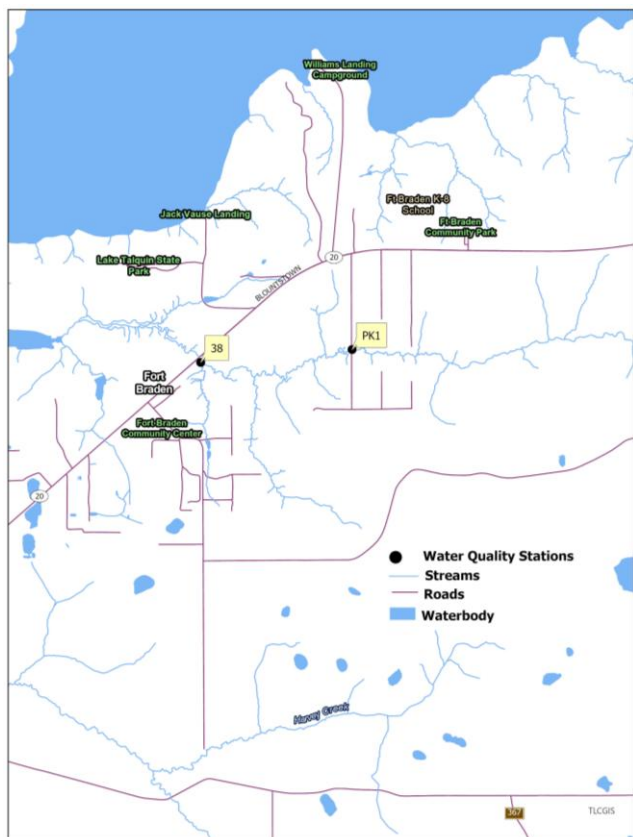 Williams Landing
Campground
Ft Braden K-8
School
Jack Vause Landing
Ft Braden
Community Park
20
Lake Talquin State
Park
BLOUNTSTOWN
PK1
38
Fort
Braden
Fort Braden
Community Center
20
Water Quality Stations
Streams
Roads
Waterbody
Harvey Creek
367
TLCGIS